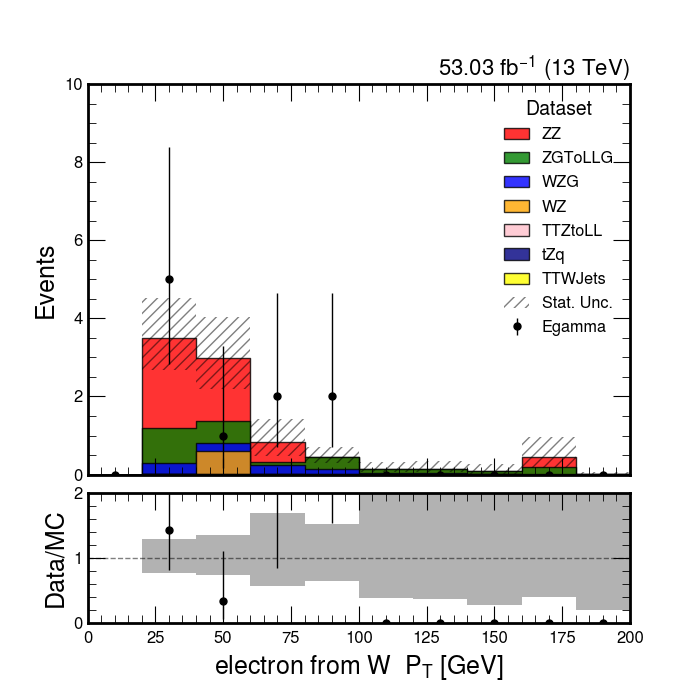 53.03 fb⁻¹ (13 TeV)
10
8
6
4
2
0
Events
Dataset
ZZ
ZGToLLG
WZG
WZ
TTZtoLL
tZq
TTWJets
Stat. Unc.
Egamma
2
1
0
Data/MC
0 25 50 75 100 125 150 175 200
electron from W P_T [GeV]